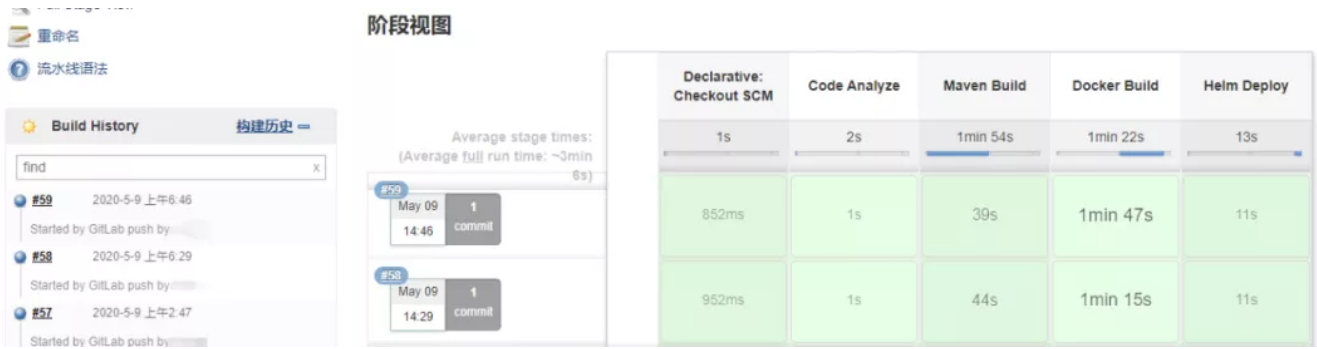 Full Stage View
重命名
流水线语法
Build History 构建历史
find x
#59 2020-5-9 上午6:46
Started by GitLab push by
#58 2020-5-9 上午6:29
Started by GitLab push by
#57 2020-5-9 上午2:47
Started by GitLab push by
阶段视图
Declarative:
Checkout SCM
Code Analyze
Maven Build
Docker Build
Helm Deploy
Average stage times:
(Average full run time: ~3min
6s)
1s 2s 1min 54s 1min 22s 13s
#59
May 09
14:46
1
commit
852ms 1s 39s 1min 47s 11s
#58
May 09
14:29
1
commit
952ms 1s 44s 1min 15s 11s